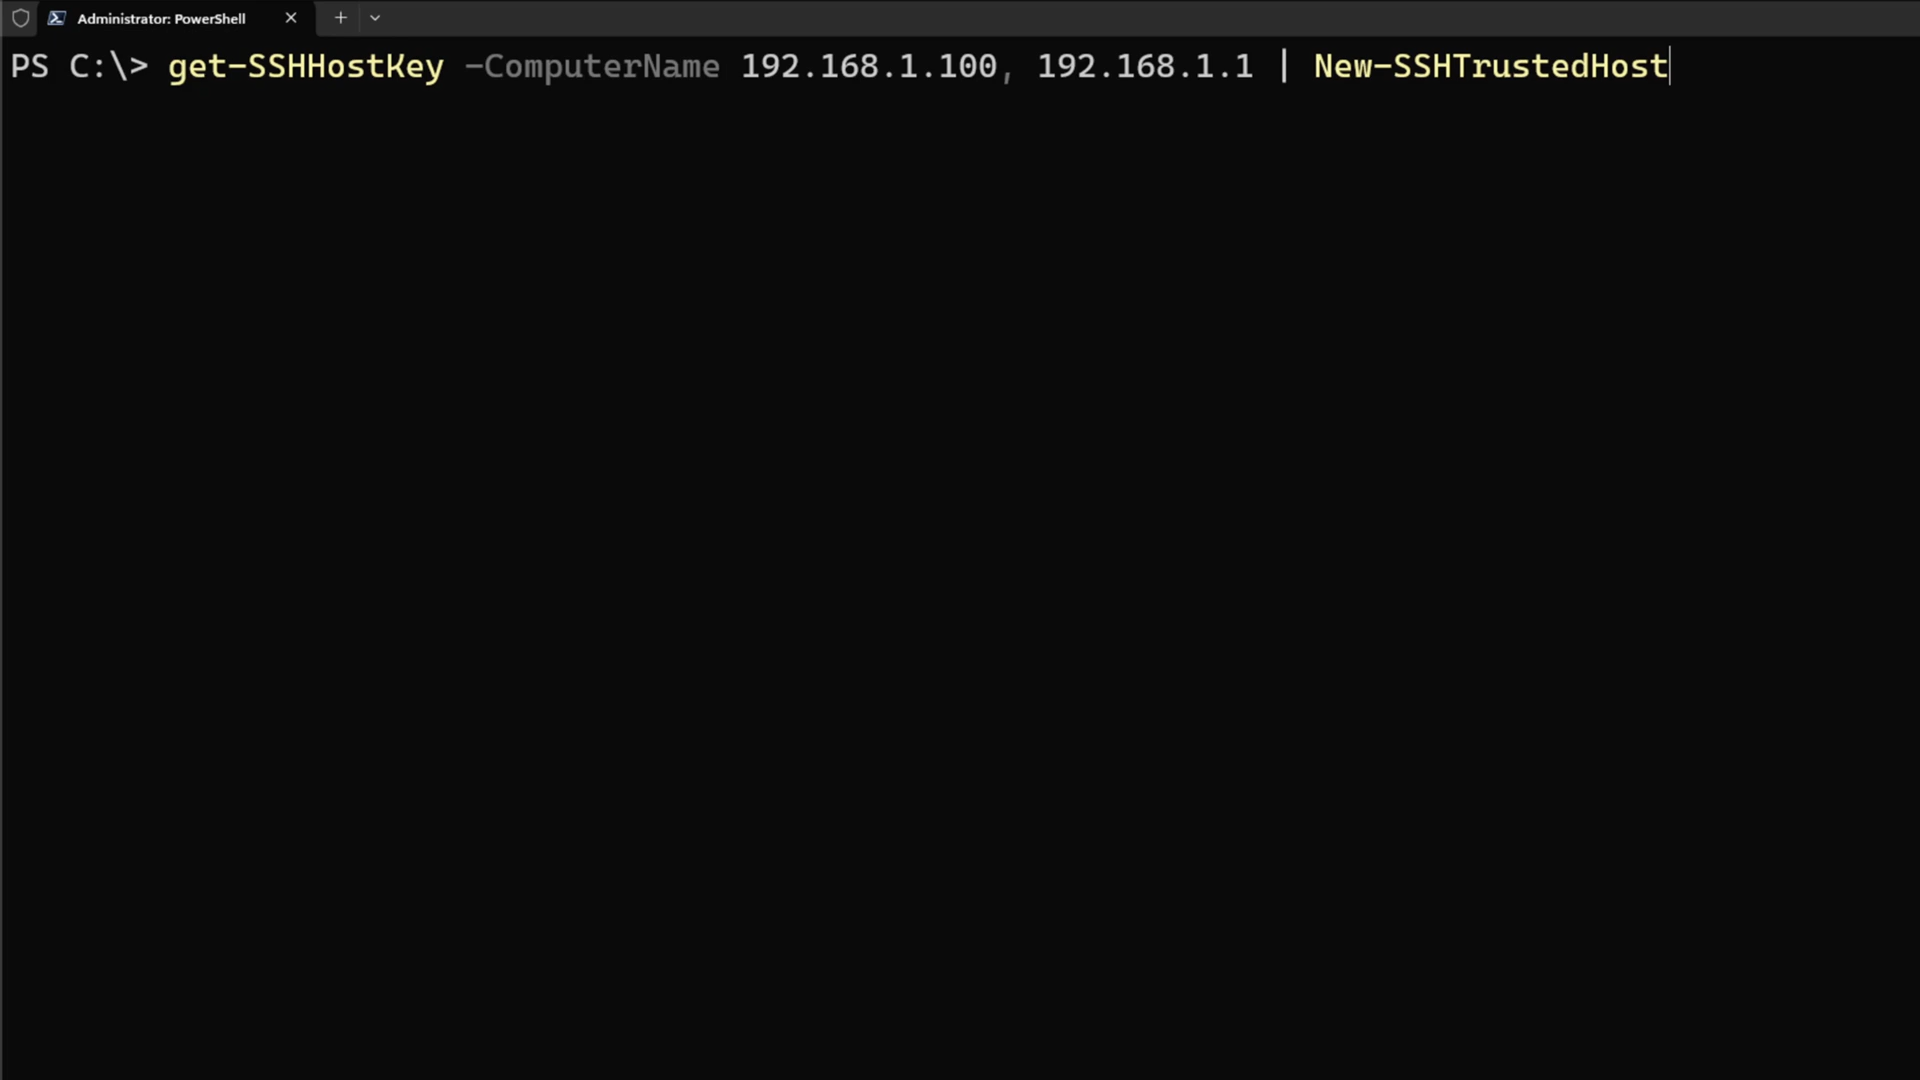 Administrator: PowerShell
PS C:\> get-SSHHostKey -ComputerName 192.168.1.100, 192.168.1.1 | New-SSHTrustedHost